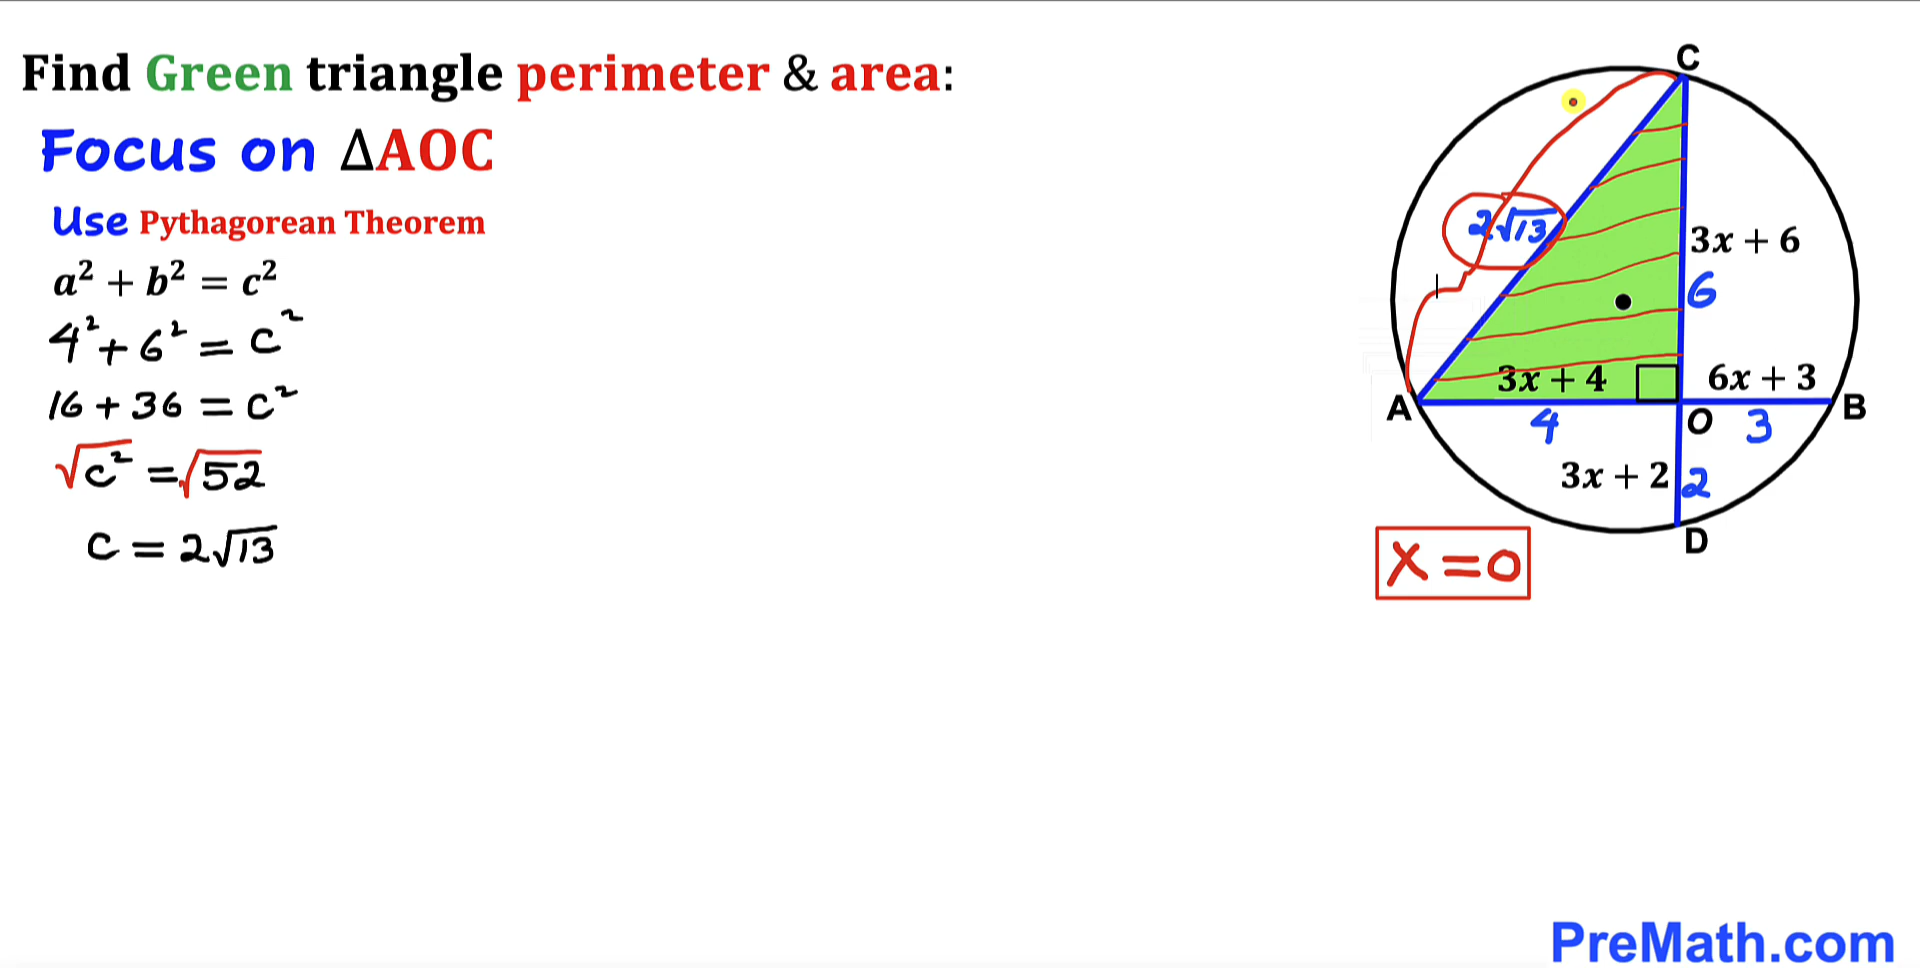 Find Green triangle perimeter & area:
Focus on ΔAOC
Use Pythagorean Theorem
a² + b² = c²
4² + 6² = c²
16 + 36 = c²
√c² = √52
c = 2√13
C
2√13
3x + 6
6
3x + 4
6x + 3
A
B
4
O
3
3x + 2
2
D
x = 0
PreMath.com